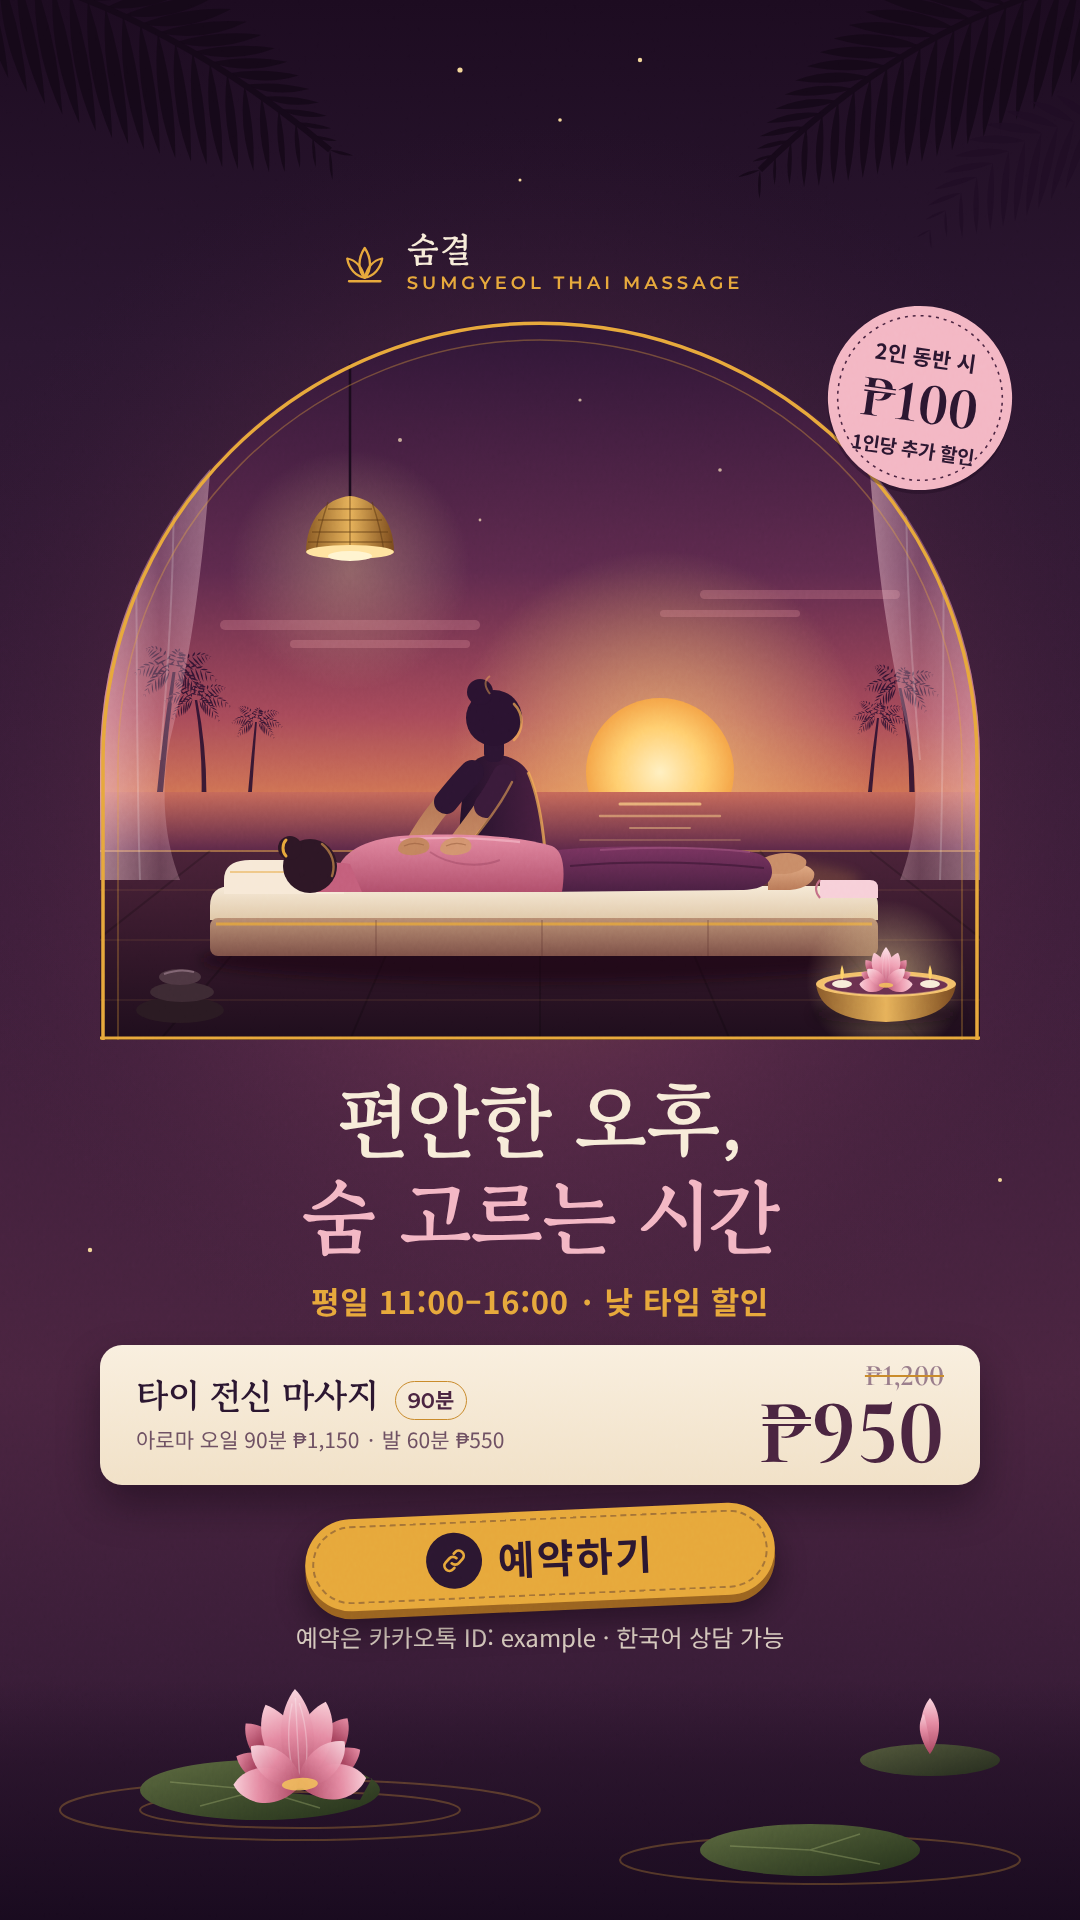 숨결
SUMGYEOL THAI MASSAGE
2인 동반 시
₱100
1인당 추가 할인
편안한 오후,
숨 고르는 시간
평일 11:00–16:00 · 낮 타임 할인
타이 전신 마사지 90분
아로마 오일 90분 ₱1,150 · 발 60분 ₱550
₱1,200
₱950
예약하기
예약은 카카오톡 ID: example · 한국어 상담 가능